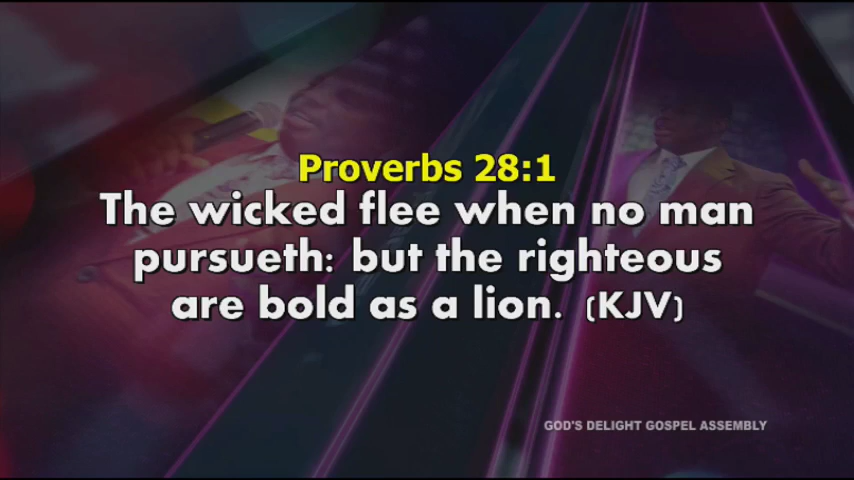 Proverbs 28:1
The wicked flee when no man
pursueth: but the righteous
are bold as a lion. (KJV)
GOD'S DELIGHT GOSPEL ASSEMBLY